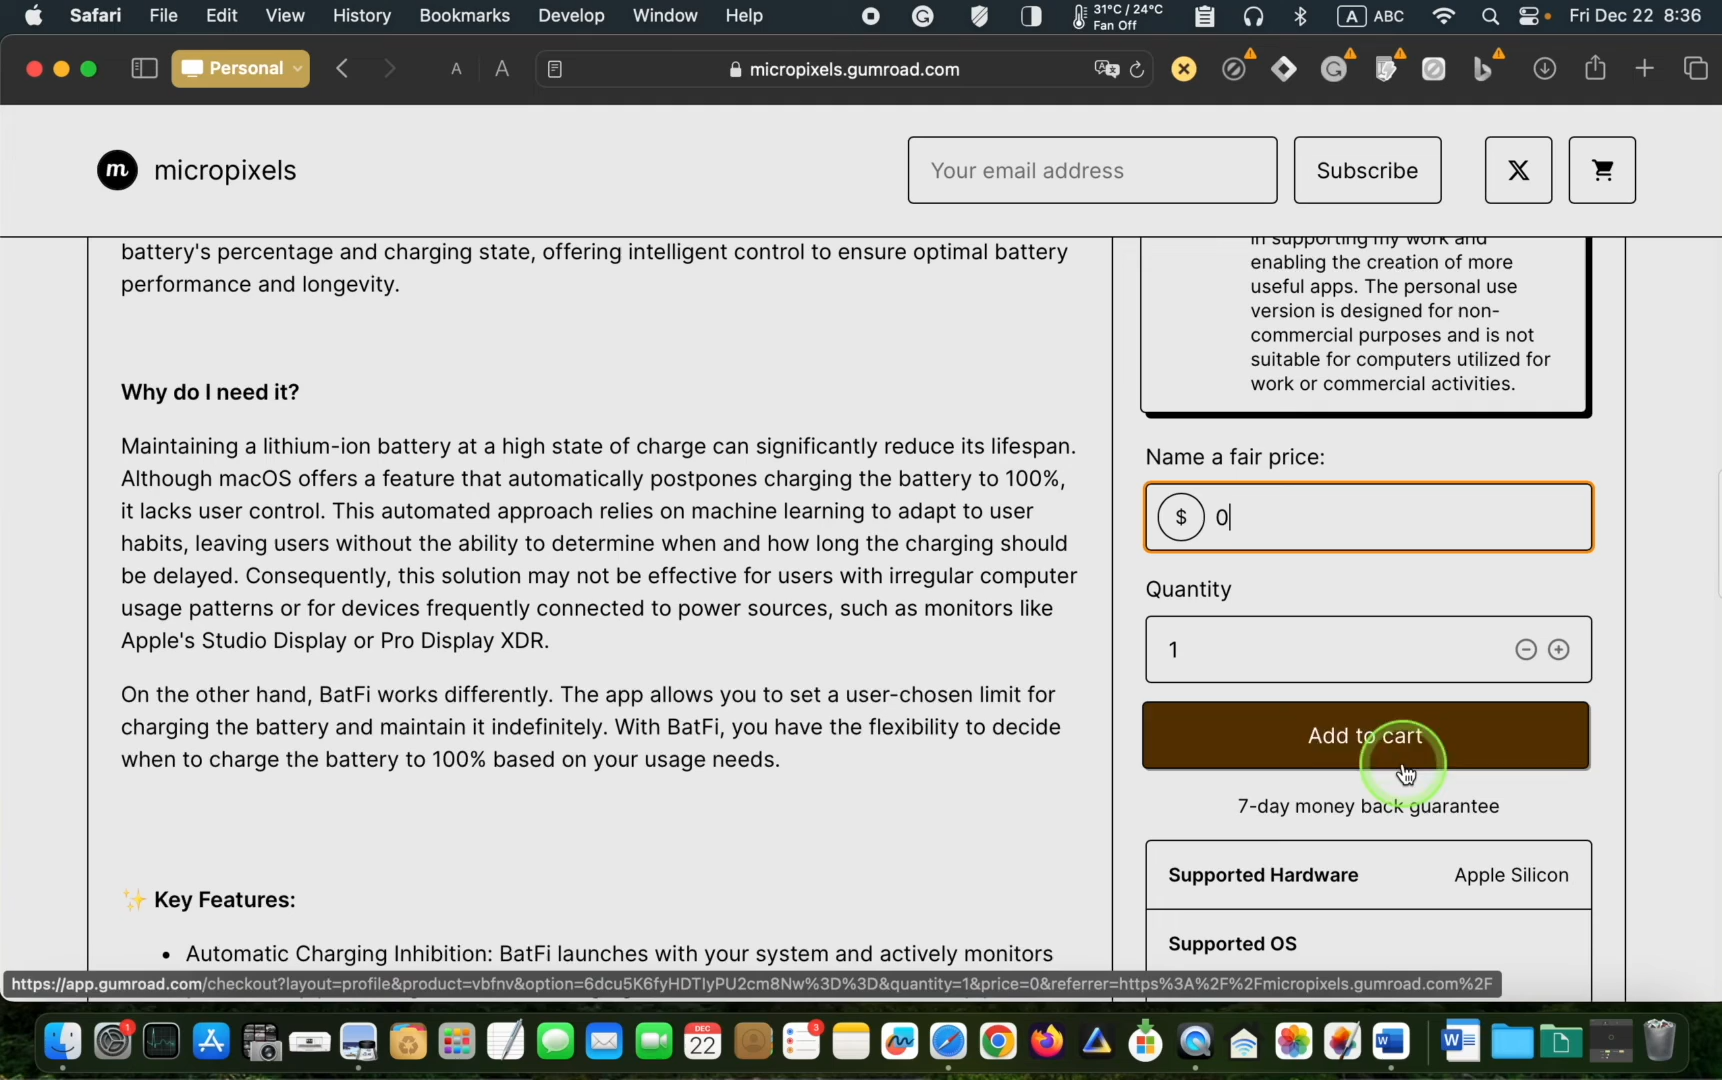 Safari File Edit View History Bookmarks Develop Window Help 31°C / 24°C Fan Off A ABC Fri Dec 22 8:36
Personal A A micropixels.gumroad.com
m micropixels Your email address Subscribe X
battery's percentage and charging state, offering intelligent control to ensure optimal battery
performance and longevity.
Why do I need it?
Maintaining a lithium-ion battery at a high state of charge can significantly reduce its lifespan.
Although macOS offers a feature that automatically postpones charging the battery to 100%,
it lacks user control. This automated approach relies on machine learning to adapt to user
habits, leaving users without the ability to determine when and how long the charging should
be delayed. Consequently, this solution may not be effective for users with irregular computer
usage patterns or for devices frequently connected to power sources, such as monitors like
Apple's Studio Display or Pro Display XDR.
On the other hand, BatFi works differently. The app allows you to set a user-chosen limit for
charging the battery and maintain it indefinitely. With BatFi, you have the flexibility to decide
when to charge the battery to 100% based on your usage needs.
✨ Key Features:
• Automatic Charging Inhibition: BatFi launches with your system and actively monitors
in supporting my work and
enabling the creation of more
useful apps. The personal use
version is designed for non-
commercial purposes and is not
suitable for computers utilized for
work or commercial activities.
Name a fair price:
$ 0
Quantity
1
Add to cart
7-day money back guarantee
Supported Hardware Apple Silicon
Supported OS
https://app.gumroad.com/checkout?layout=profile&product=vbfnv&option=6dcu5K6fyHDTIyPU2cm8Nw%3D%3D&quantity=1&price=0&referrer=https%3A%2F%2Fmicropixels.gumroad.com%2F
1 DEC 22 3